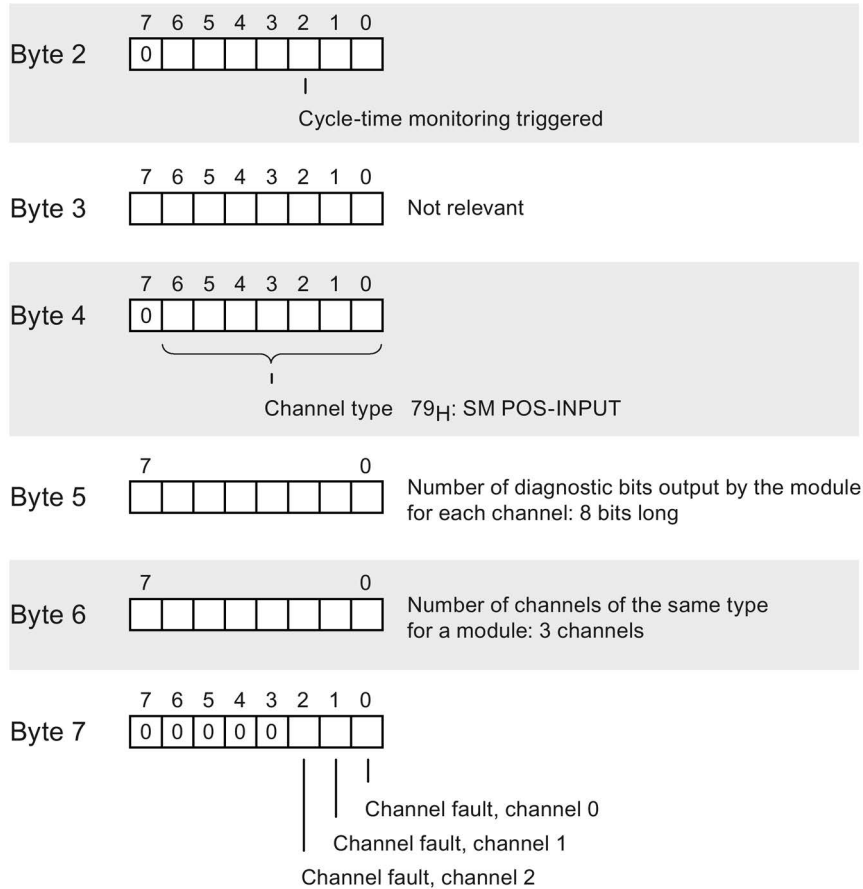 7 6 5 4 3 2 1 0
Byte 2 0
Cycle-time monitoring triggered
7 6 5 4 3 2 1 0
Byte 3 Not relevant
7 6 5 4 3 2 1 0
Byte 4 0
Channel type 79H: SM POS-INPUT
7 0
Byte 5 Number of diagnostic bits output by the module
for each channel: 8 bits long
7 0
Byte 6 Number of channels of the same type
for a module: 3 channels
7 6 5 4 3 2 1 0
Byte 7 0 0 0 0 0
Channel fault, channel 0
Channel fault, channel 1
Channel fault, channel 2